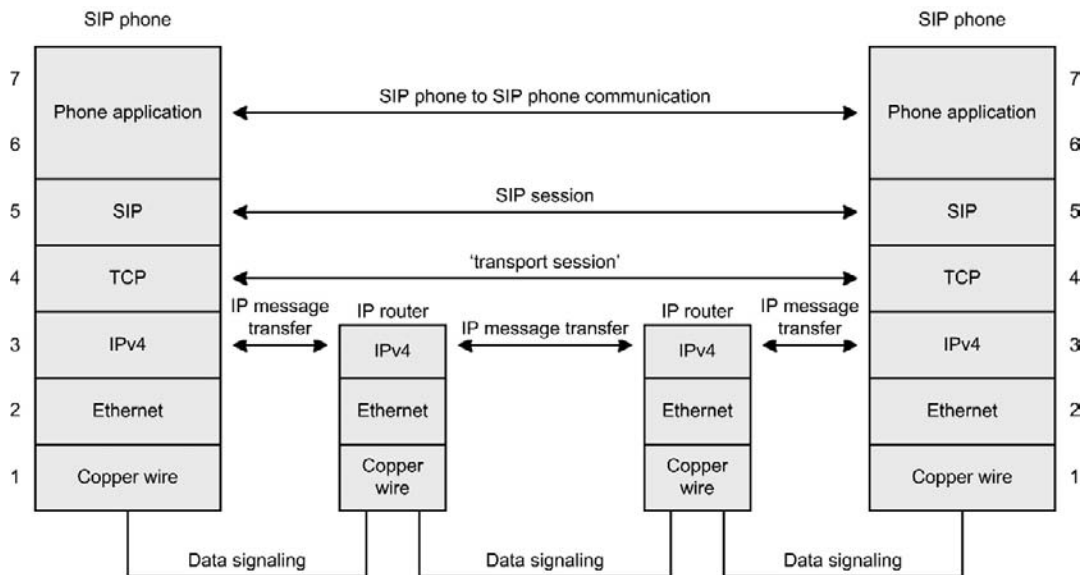 SIP phone
SIP phone
7
Phone application
SIP phone to SIP phone communication
Phone application
7
6
6
5
SIP
SIP session
SIP
5
4
TCP
'transport session'
TCP
4
IP message
transfer
IP router
IP message transfer
IP router
IP message
transfer
3
IPv4
IPv4
IPv4
IPv4
3
2
Ethernet
Ethernet
Ethernet
Ethernet
2
1
Copper wire
Copper
wire
Copper
wire
Copper wire
1
Data signaling
Data signaling
Data signaling